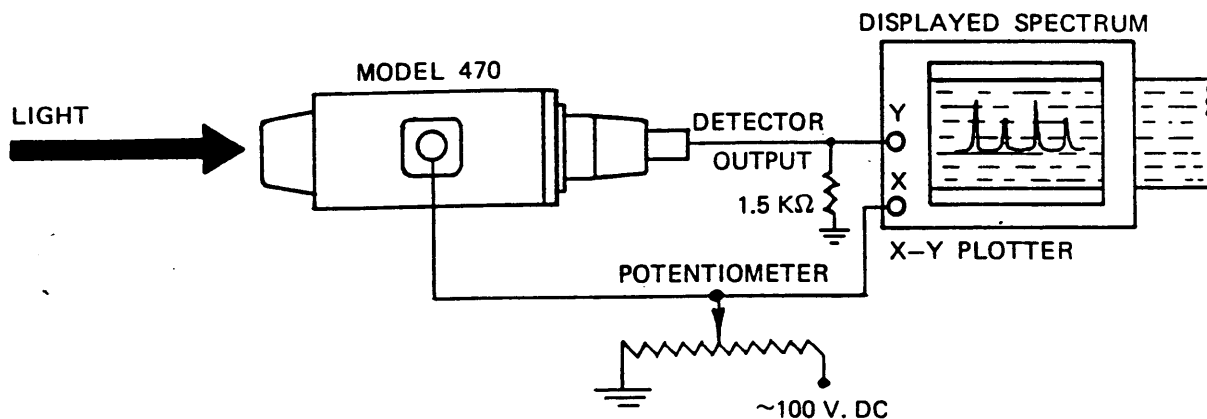 DISPLAYED SPECTRUM
MODEL 470
LIGHT
DETECTOR
OUTPUT
Y
X
1.5 KΩ
X-Y PLOTTER
POTENTIOMETER
~100 V. DC